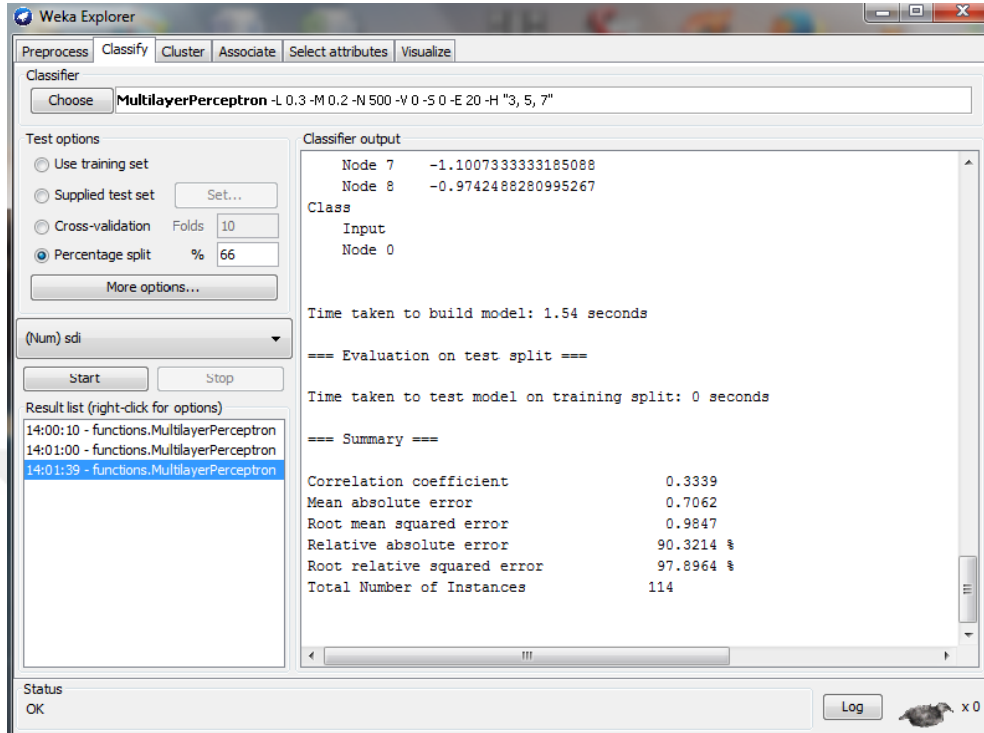 Weka Explorer
Preprocess Classify Cluster Associate Select attributes Visualize
Classifier
Choose MultilayerPerceptron -L 0.3 -M 0.2 -N 500 -V 0 -S 0 -E 20 -H "3, 5, 7"
Test options
Use training set
Supplied test set Set...
Cross-validation Folds 10
Percentage split % 66
More options...
(Num) sdi
Start Stop
Result list (right-click for options)
14:00:10 - functions.MultilayerPerceptron
14:01:00 - functions.MultilayerPerceptron
14:01:39 - functions.MultilayerPerceptron
Classifier output
Node 7 -1.1007333333185088
Node 8 -0.9742488280995267
Class
Input
Node 0
Time taken to build model: 1.54 seconds
=== Evaluation on test split ===
Time taken to test model on training split: 0 seconds
=== Summary ===
Correlation coefficient 0.3339
Mean absolute error 0.7062
Root mean squared error 0.9847
Relative absolute error 90.3214 %
Root relative squared error 97.8964 %
Total Number of Instances 114
Status
OK
Log x 0